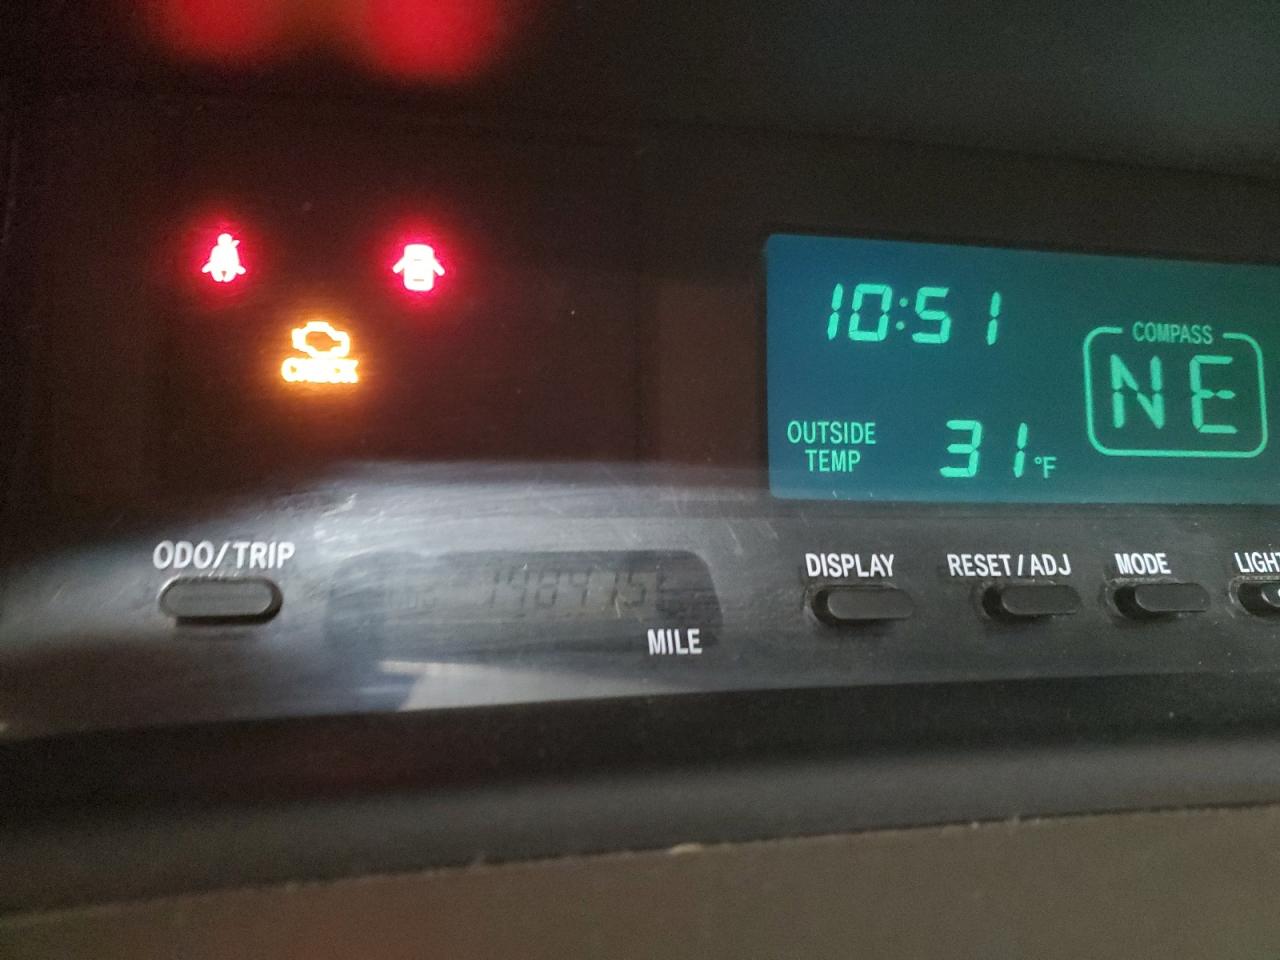 10:51
COMPASS
NE
CHECK
OUTSIDE
TEMP
31°F
ODO/TRIP
MILE
DISPLAY
RESET/ADJ
MODE